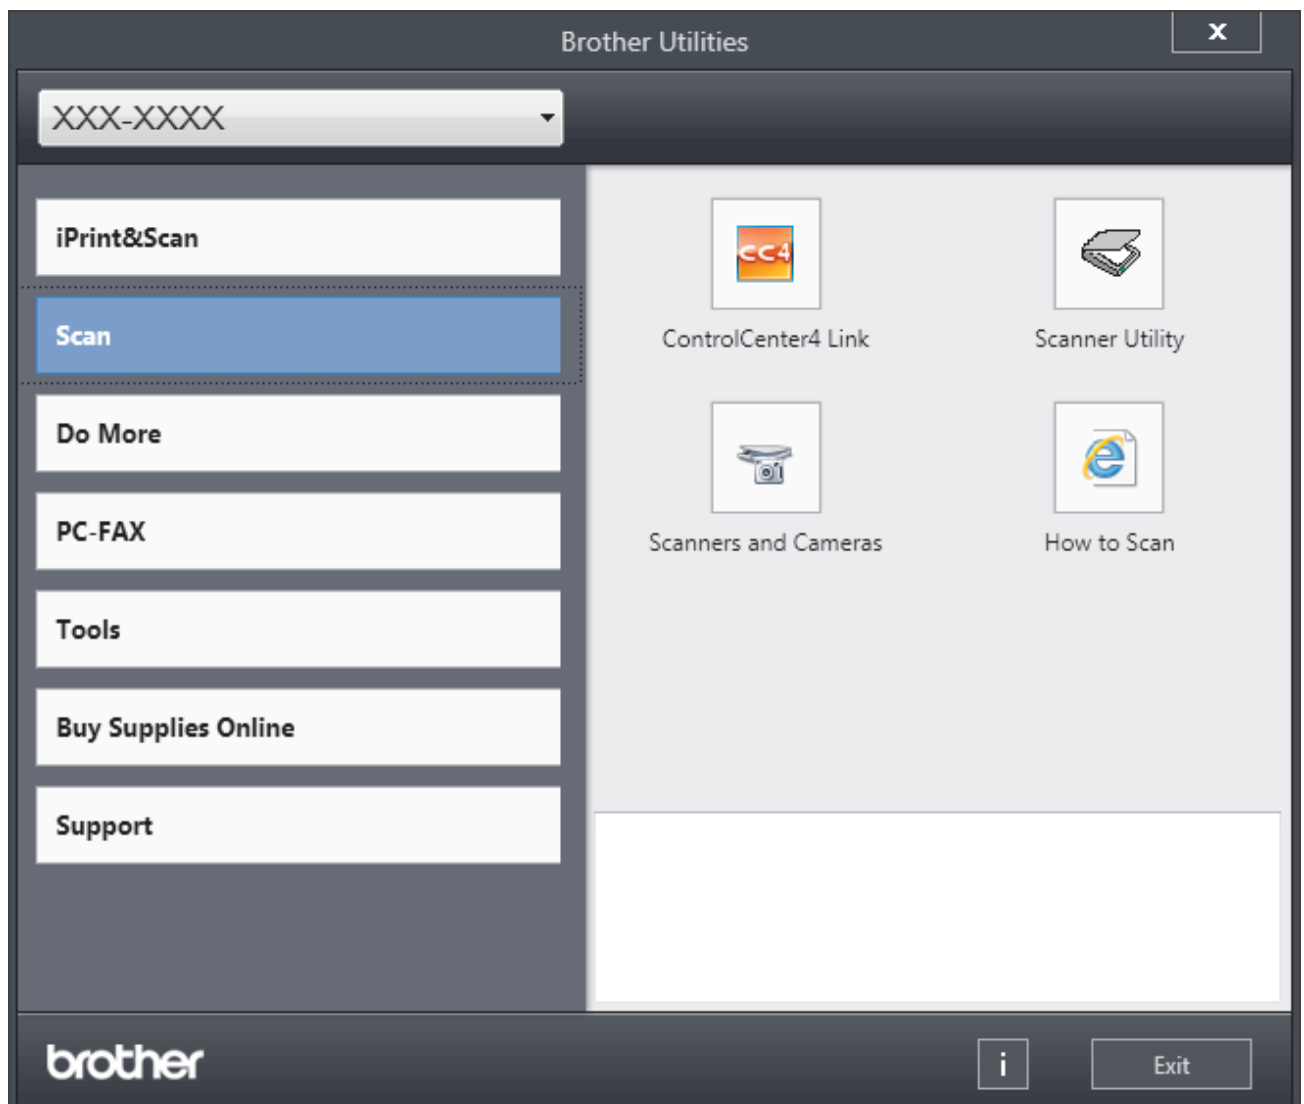 Brother Utilities
x
XXX-XXXX
iPrint&Scan
Scan
Do More
PC-FAX
Tools
Buy Supplies Online
Support
CC4
ControlCenter4 Link
Scanner Utility
Scanners and Cameras
How to Scan
brother
i
Exit